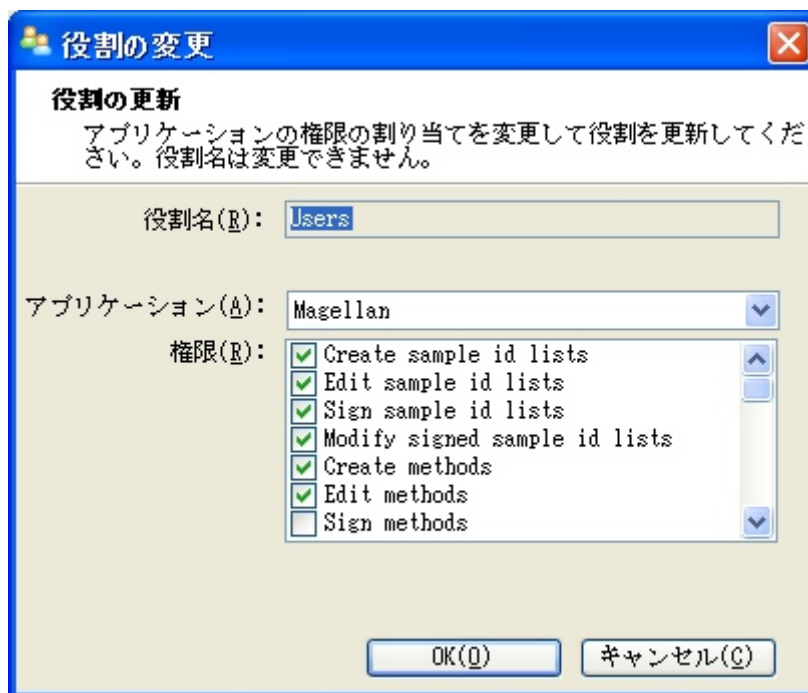 役割の変更
役割の更新
アプリケーションの権限の割り当てを変更して役割を更新してくだ
さい。役割名は変更できません。
役割名(R): Users
アプリケーション(A): Magellan
権限(R): Create sample id lists
Edit sample id lists
Sign sample id lists
Modify signed sample id lists
Create methods
Edit methods
Sign methods
OK(O) キャンセル(C)